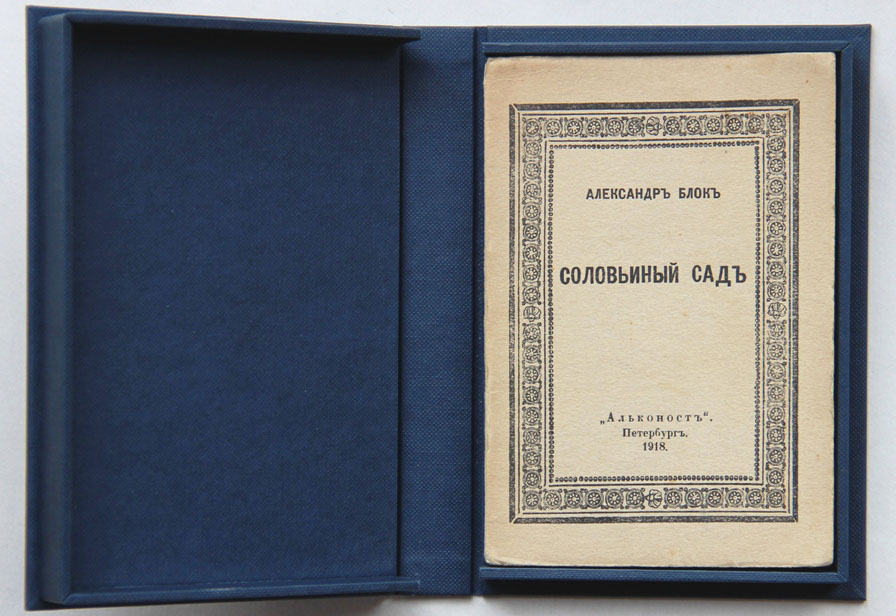 АЛЕКСАНДРЪ БЛОКЪ
СОЛОВЬИНЫЙ САДЪ
„Альконостъ“.
Петербургъ.
1918.